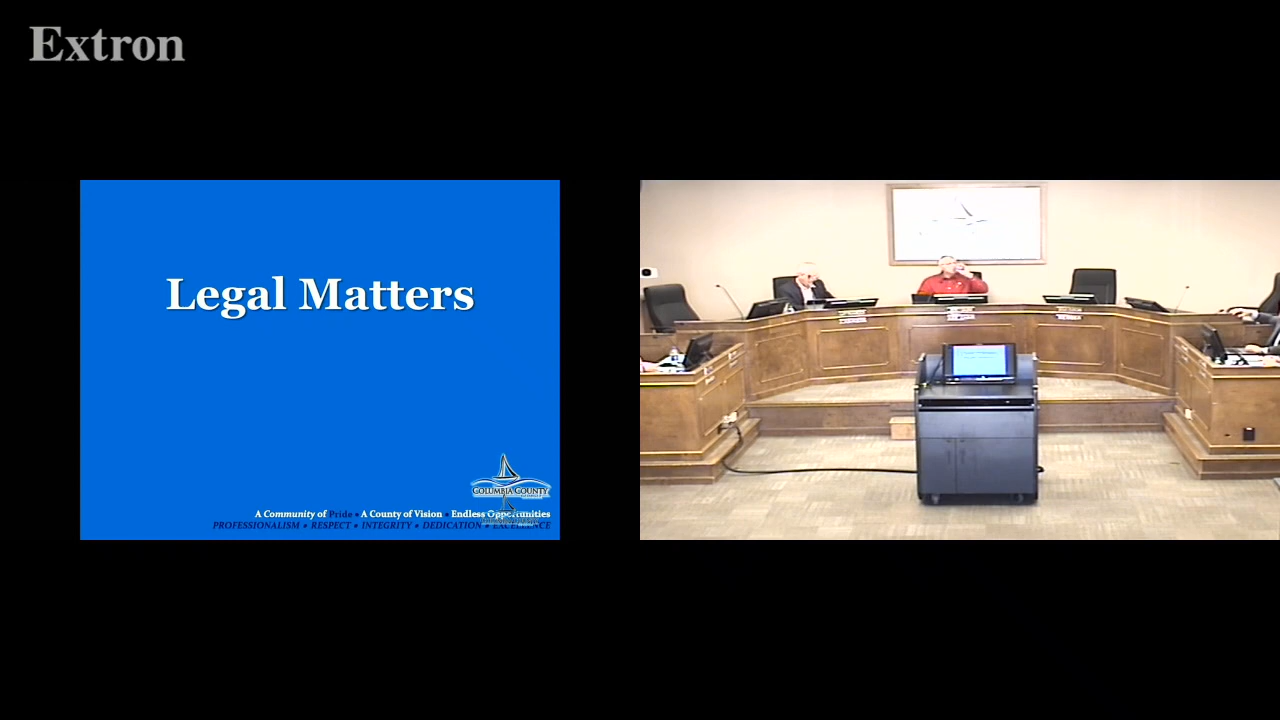 Extron
Legal Matters
COLUMBIA COUNTY
A Community of Pride • A County of Vision • Endless Opportunities
PROFESSIONALISM • RESPECT • INTEGRITY • DEDICATION • EXCELLENCE